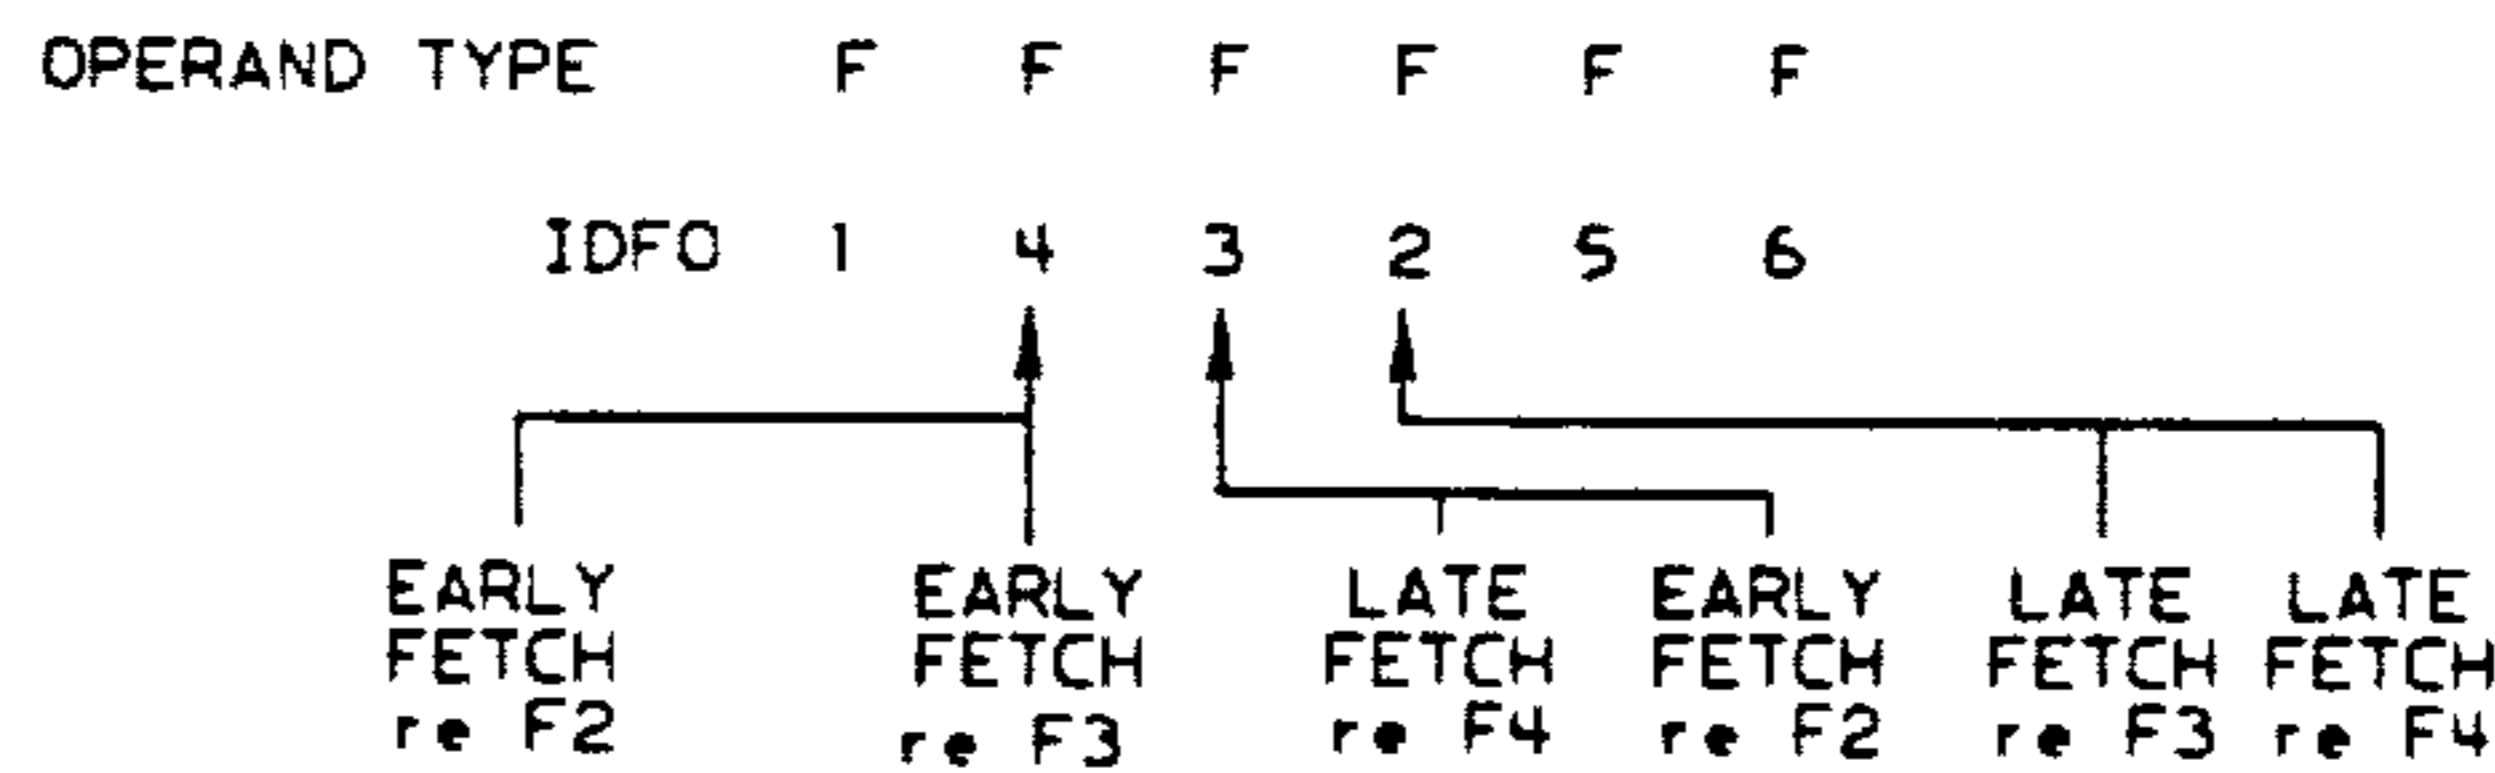 OPERAND TYPE F F F F F F
IDFO 1 4 3 2 5 6
EARLY EARLY LATE EARLY LATE LATE
FETCH FETCH FETCH FETCH FETCH FETCH
re F2 re F3 re F4 re F2 re F3 re F4